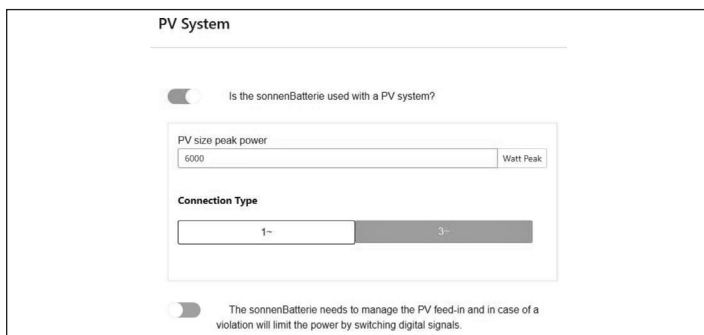 PV System
Is the sonnenBatterie used with a PV system?
PV size peak power
6000
Watt Peak
Connection Type
1~
3~
The sonnenBatterie needs to manage the PV feed-in and in case of a
violation will limit the power by switching digital signals.